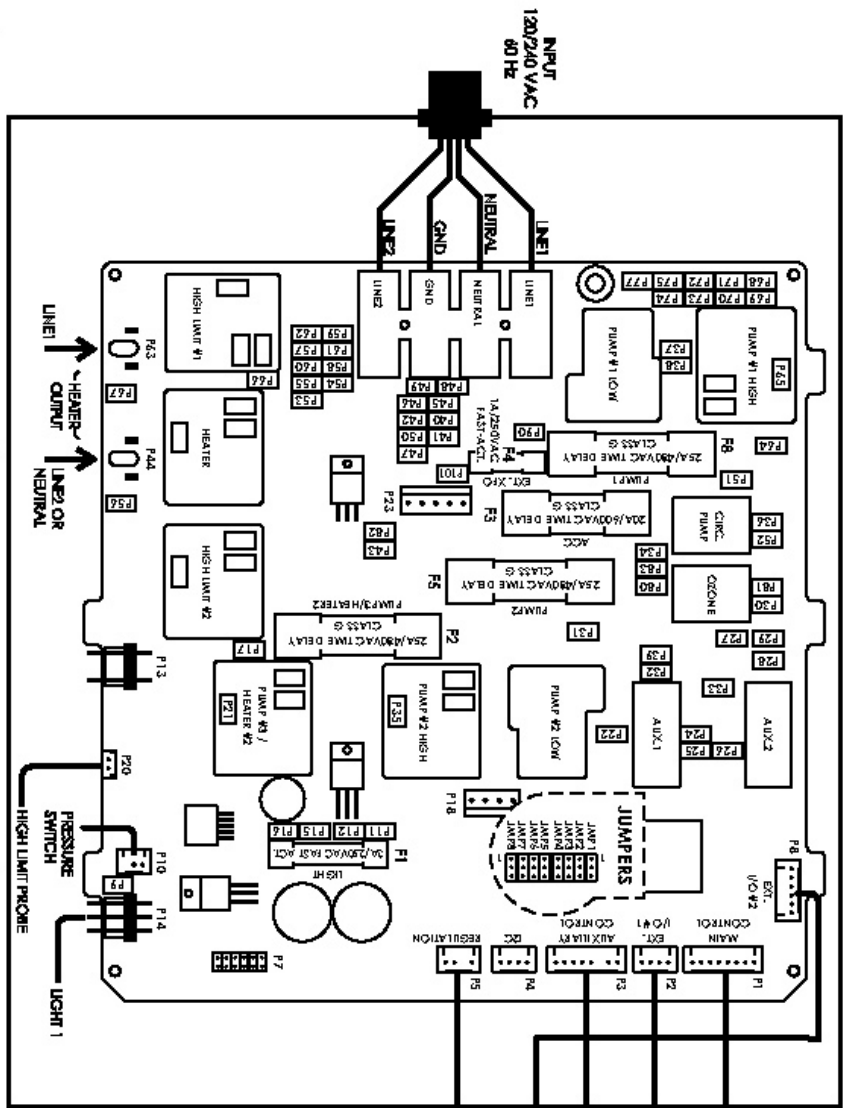 INPUT
120/240 VAC
60 Hz
LINE1
NEUTRAL
GND
LINE2
LINE1
NEUTRAL
GND
LINE2
P77
P75
P72
P71
P68
P74
P73
P70
P69
PUMP #1 LOW
P37
P38
PUMP #1 HIGH
P65
P64
P51
HIGH LIMIT #1
P66
P62
P59
P57
P61
P60
P58
P55
P54
P53
P49
P48
P46
P45
P42
P40
P50
P41
P47
1A/250VAC
FAST-ACT.
F4
EXT. XFO
P90
P101
F6
25A/480VAC TIME DELAY
CLASS G
PUMP1
LINE1
P63
P67
HEATER
OUTPUT
LINE2 OR
NEUTRAL
P44
P56
HEATER
P23
F3
20A/600VAC TIME DELAY
CLASS G
ACC
CIRC.
PUMP
P36
P52
P82
P43
P34
P83
P80
OZONE
P81
P30
F5
25A/480VAC TIME DELAY
CLASS G
PUMP2
P31
P27
P29
P28
HIGH LIMIT #2
P17
PUMP3/HEATER2
25A/480VAC TIME DELAY
CLASS G
F2
P39
P32
P33
P13
PUMP #3 /
HEATER #2
P21
PUMP #2 HIGH
P35
PUMP #2 LOW
P22
AUX.1
P24
P25
P26
AUX.2
P20
HIGH LIMIT PROBE
PRESSURE
SWITCH
P10
P9
P14
LIGHT 1
P16
P15
P12
P11
3A/250VAC FAST ACT.
F1
LIGHT
P18
JUMPERS
JMP1
JMP2
JMP3
JMP4
JMP5
JMP6
JMP7
JMP8
1
1
P8
EXT.
I/O #2
P7
REGULATION
P5
I2C
P4
AUXILIARY
CONTROL
P3
EXT.
I/O #1
P2
MAIN
CONTROL
P1